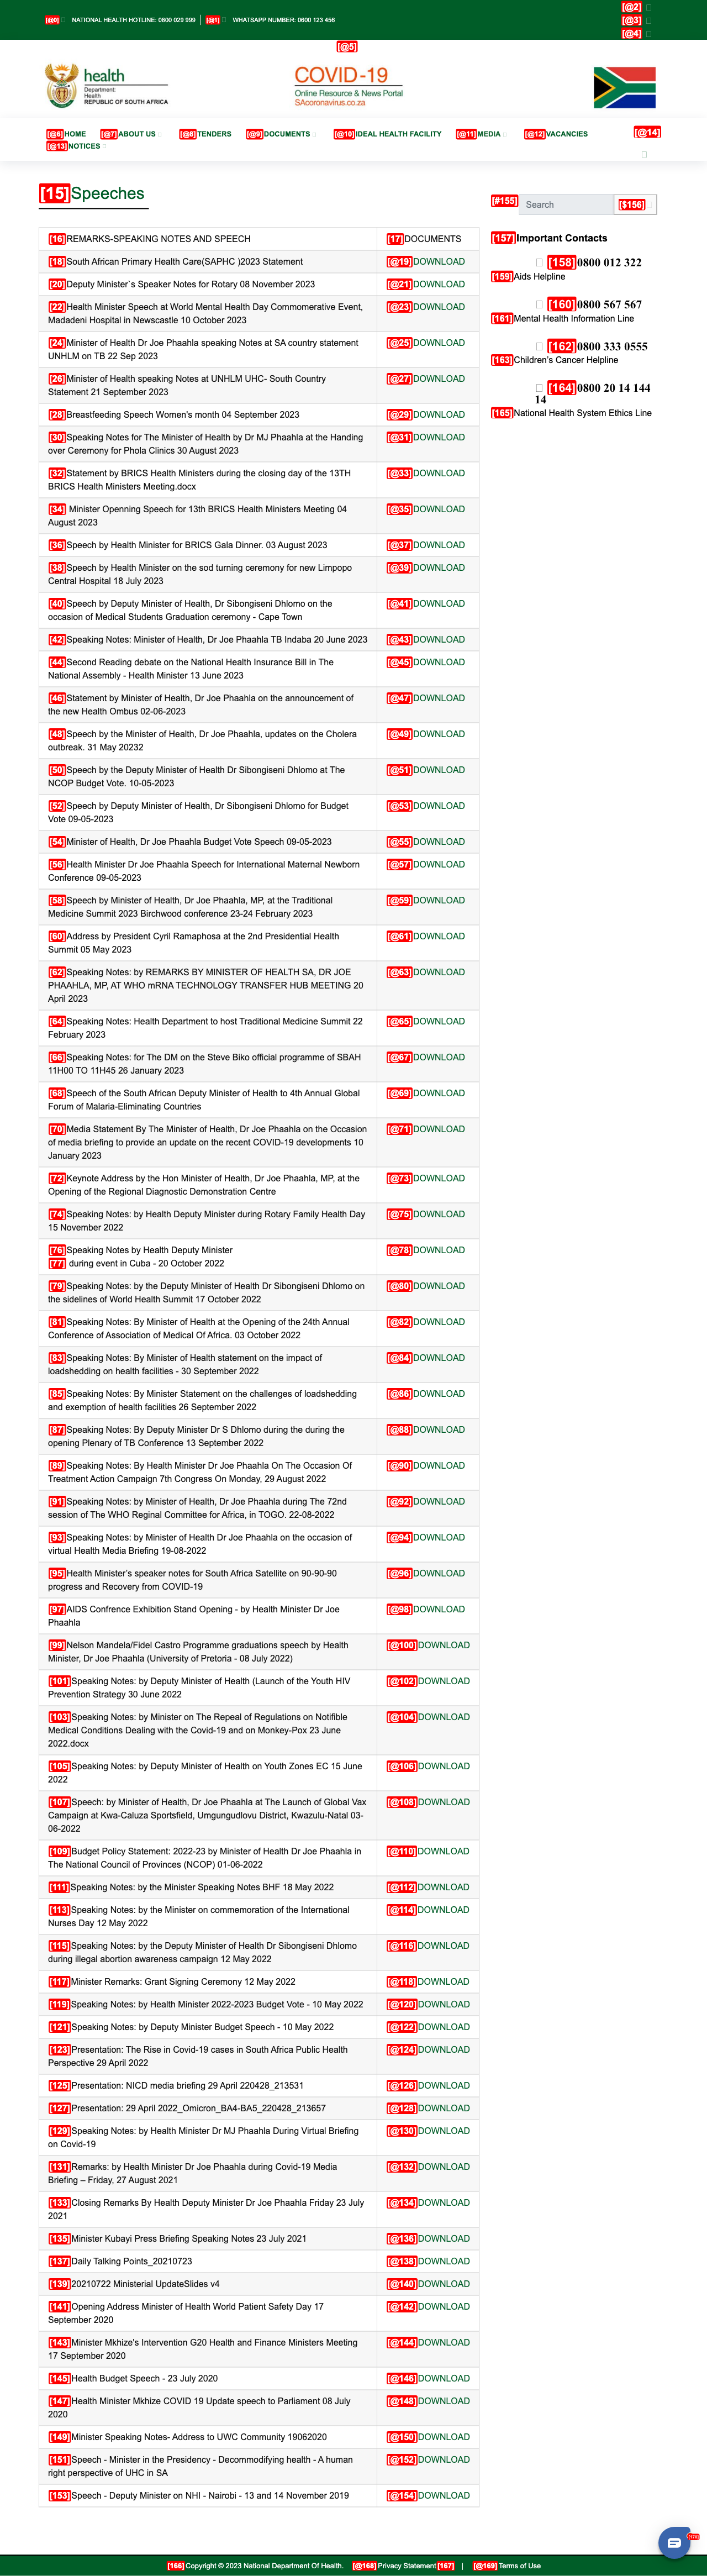 [@0] NATIONAL HEALTH HOTLINE: 0800 029 999 [@1] WHATSAPP NUMBER: 0600 123 456
[@2]
[@3]
[@4]
[@5]
health
Department:
Health
REPUBLIC OF SOUTH AFRICA
COVID-19
Online Resource & News Portal
SAcoronavirus.co.za
[@6]HOME [@7]ABOUT US [@8]TENDERS [@9]DOCUMENTS [@10]IDEAL HEALTH FACILITY [@11]MEDIA [@12]VACANCIES
[@13]NOTICES
[@14]
[15]Speeches
[16]REMARKS-SPEAKING NOTES AND SPEECH [17]DOCUMENTS
[18]South African Primary Health Care(SAPHC )2023 Statement [@19]DOWNLOAD
[20]Deputy Minister`s Speaker Notes for Rotary 08 November 2023 [@21]DOWNLOAD
[22]Health Minister Speech at World Mental Health Day Commomerative Event, [@23]DOWNLOAD
Madadeni Hospital in Newscastle 10 October 2023
[24]Minister of Health Dr Joe Phaahla speaking Notes at SA country statement [@25]DOWNLOAD
UNHLM on TB 22 Sep 2023
[26]Minister of Health speaking Notes at UNHLM UHC- South Country [@27]DOWNLOAD
Statement 21 September 2023
[28]Breastfeeding Speech Women's month 04 September 2023 [@29]DOWNLOAD
[30]Speaking Notes for The Minister of Health by Dr MJ Phaahla at the Handing [@31]DOWNLOAD
over Ceremony for Phola Clinics 30 August 2023
[32]Statement by BRICS Health Ministers during the closing day of the 13TH [@33]DOWNLOAD
BRICS Health Ministers Meeting.docx
[34] Minister Openning Speech for 13th BRICS Health Ministers Meeting 04 [@35]DOWNLOAD
August 2023
[36]Speech by Health Minister for BRICS Gala Dinner. 03 August 2023 [@37]DOWNLOAD
[38]Speech by Health Minister on the sod turning ceremony for new Limpopo [@39]DOWNLOAD
Central Hospital 18 July 2023
[40]Speech by Deputy Minister of Health, Dr Sibongiseni Dhlomo on the [@41]DOWNLOAD
occasion of Medical Students Graduation ceremony - Cape Town
[42]Speaking Notes: Minister of Health, Dr Joe Phaahla TB Indaba 20 June 2023 [@43]DOWNLOAD
[44]Second Reading debate on the National Health Insurance Bill in The [@45]DOWNLOAD
National Assembly - Health Minister 13 June 2023
[46]Statement by Minister of Health, Dr Joe Phaahla on the announcement of [@47]DOWNLOAD
the new Health Ombus 02-06-2023
[48]Speech by the Minister of Health, Dr Joe Phaahla, updates on the Cholera [@49]DOWNLOAD
outbreak. 31 May 20232
[50]Speech by the Deputy Minister of Health Dr Sibongiseni Dhlomo at The [@51]DOWNLOAD
NCOP Budget Vote. 10-05-2023
[52]Speech by Deputy Minister of Health, Dr Sibongiseni Dhlomo for Budget [@53]DOWNLOAD
Vote 09-05-2023
[54]Minister of Health, Dr Joe Phaahla Budget Vote Speech 09-05-2023 [@55]DOWNLOAD
[56]Health Minister Dr Joe Phaahla Speech for International Maternal Newborn [@57]DOWNLOAD
Conference 09-05-2023
[58]Speech by Minister of Health, Dr Joe Phaahla, MP, at the Traditional [@59]DOWNLOAD
Medicine Summit 2023 Birchwood conference 23-24 February 2023
[60]Address by President Cyril Ramaphosa at the 2nd Presidential Health [@61]DOWNLOAD
Summit 05 May 2023
[62]Speaking Notes: by REMARKS BY MINISTER OF HEALTH SA, DR JOE [@63]DOWNLOAD
PHAAHLA, MP, AT WHO mRNA TECHNOLOGY TRANSFER HUB MEETING 20
April 2023
[64]Speaking Notes: Health Department to host Traditional Medicine Summit 22 [@65]DOWNLOAD
February 2023
[66]Speaking Notes: for The DM on the Steve Biko official programme of SBAH [@67]DOWNLOAD
11H00 TO 11H45 26 January 2023
[68]Speech of the South African Deputy Minister of Health to 4th Annual Global [@69]DOWNLOAD
Forum of Malaria-Eliminating Countries
[70]Media Statement By The Minister of Health, Dr Joe Phaahla on the Occasion [@71]DOWNLOAD
of media briefing to provide an update on the recent COVID-19 developments 10
January 2023
[72]Keynote Address by the Hon Minister of Health, Dr Joe Phaahla, MP, at the [@73]DOWNLOAD
Opening of the Regional Diagnostic Demonstration Centre
[74]Speaking Notes: by Health Deputy Minister during Rotary Family Health Day [@75]DOWNLOAD
15 November 2022
[76]Speaking Notes by Health Deputy Minister [@78]DOWNLOAD
[77] during event in Cuba - 20 October 2022
[79]Speaking Notes: by the Deputy Minister of Health Dr Sibongiseni Dhlomo on [@80]DOWNLOAD
the sidelines of World Health Summit 17 October 2022
[81]Speaking Notes: By Minister of Health at the Opening of the 24th Annual [@82]DOWNLOAD
Conference of Association of Medical Of Africa. 03 October 2022
[83]Speaking Notes: By Minister of Health statement on the impact of [@84]DOWNLOAD
loadshedding on health facilities - 30 September 2022
[85]Speaking Notes: By Minister Statement on the challenges of loadshedding [@86]DOWNLOAD
and exemption of health facilities 26 September 2022
[87]Speaking Notes: By Deputy Minister Dr S Dhlomo during the during the [@88]DOWNLOAD
opening Plenary of TB Conference 13 September 2022
[89]Speaking Notes: By Health Minister Dr Joe Phaahla On The Occasion Of [@90]DOWNLOAD
Treatment Action Campaign 7th Congress On Monday, 29 August 2022
[91]Speaking Notes: by Minister of Health, Dr Joe Phaahla during The 72nd [@92]DOWNLOAD
session of The WHO Reginal Committee for Africa, in TOGO. 22-08-2022
[93]Speaking Notes: by Minister of Health Dr Joe Phaahla on the occasion of [@94]DOWNLOAD
virtual Health Media Briefing 19-08-2022
[95]Health Minister's speaker notes for South Africa Satellite on 90-90-90 [@96]DOWNLOAD
progress and Recovery from COVID-19
[97]AIDS Confrence Exhibition Stand Opening - by Health Minister Dr Joe [@98]DOWNLOAD
Phaahla
[99]Nelson Mandela/Fidel Castro Programme graduations speech by Health [@100]DOWNLOAD
Minister, Dr Joe Phaahla (University of Pretoria - 08 July 2022)
[101]Speaking Notes: by Deputy Minister of Health (Launch of the Youth HIV [@102]DOWNLOAD
Prevention Strategy 30 June 2022
[103]Speaking Notes: by Minister on The Repeal of Regulations on Notifible [@104]DOWNLOAD
Medical Conditions Dealing with the Covid-19 and on Monkey-Pox 23 June
2022.docx
[105]Speaking Notes: by Deputy Minister of Health on Youth Zones EC 15 June [@106]DOWNLOAD
2022
[107]Speech: by Minister of Health, Dr Joe Phaahla at The Launch of Global Vax [@108]DOWNLOAD
Campaign at Kwa-Caluza Sportsfield, Umgungudlovu District, Kwazulu-Natal 03-
06-2022
[109]Budget Policy Statement: 2022-23 by Minister of Health Dr Joe Phaahla in [@110]DOWNLOAD
The National Council of Provinces (NCOP) 01-06-2022
[111]Speaking Notes: by the Minister Speaking Notes BHF 18 May 2022 [@112]DOWNLOAD
[113]Speaking Notes: by the Minister on commemoration of the International [@114]DOWNLOAD
Nurses Day 12 May 2022
[115]Speaking Notes: by the Deputy Minister of Health Dr Sibongiseni Dhlomo [@116]DOWNLOAD
during illegal abortion awareness campaign 12 May 2022
[117]Minister Remarks: Grant Signing Ceremony 12 May 2022 [@118]DOWNLOAD
[119]Speaking Notes: by Health Minister 2022-2023 Budget Vote - 10 May 2022 [@120]DOWNLOAD
[121]Speaking Notes: by Deputy Minister Budget Speech - 10 May 2022 [@122]DOWNLOAD
[123]Presentation: The Rise in Covid-19 cases in South Africa Public Health [@124]DOWNLOAD
Perspective 29 April 2022
[125]Presentation: NICD media briefing 29 April 220428_213531 [@126]DOWNLOAD
[127]Presentation: 29 April 2022_Omicron_BA4-BA5_220428_213657 [@128]DOWNLOAD
[129]Speaking Notes: by Health Minister Dr MJ Phaahla During Virtual Briefing [@130]DOWNLOAD
on Covid-19
[131]Remarks: by Health Minister Dr Joe Phaahla during Covid-19 Media [@132]DOWNLOAD
Briefing – Friday, 27 August 2021
[133]Closing Remarks By Health Deputy Minister Dr Joe Phaahla Friday 23 July [@134]DOWNLOAD
2021
[135]Minister Kubayi Press Briefing Speaking Notes 23 July 2021 [@136]DOWNLOAD
[137]Daily Talking Points_20210723 [@138]DOWNLOAD
[139]20210722 Ministerial UpdateSlides v4 [@140]DOWNLOAD
[141]Opening Address Minister of Health World Patient Safety Day 17 [@142]DOWNLOAD
September 2020
[143]Minister Mkhize's Intervention G20 Health and Finance Ministers Meeting [@144]DOWNLOAD
17 September 2020
[145]Health Budget Speech - 23 July 2020 [@146]DOWNLOAD
[147]Health Minister Mkhize COVID 19 Update speech to Parliament 08 July [@148]DOWNLOAD
2020
[149]Minister Speaking Notes- Address to UWC Community 19062020 [@150]DOWNLOAD
[151]Speech - Minister in the Presidency - Decommodifying health - A human [@152]DOWNLOAD
right perspective of UHC in SA
[153]Speech - Deputy Minister on NHI - Nairobi - 13 and 14 November 2019 [@154]DOWNLOAD
[#155] Search [$156]
[157]Important Contacts
[158]0800 012 322
[159]Aids Helpline
[160]0800 567 567
[161]Mental Health Information Line
[162]0800 333 0555
[163]Children's Cancer Helpline
[164]0800 20 14 144
14
[165]National Health System Ethics Line
[166]Copyright © 2023 National Department Of Health. [@168]Privacy Statement[167] | [@169]Terms of Use